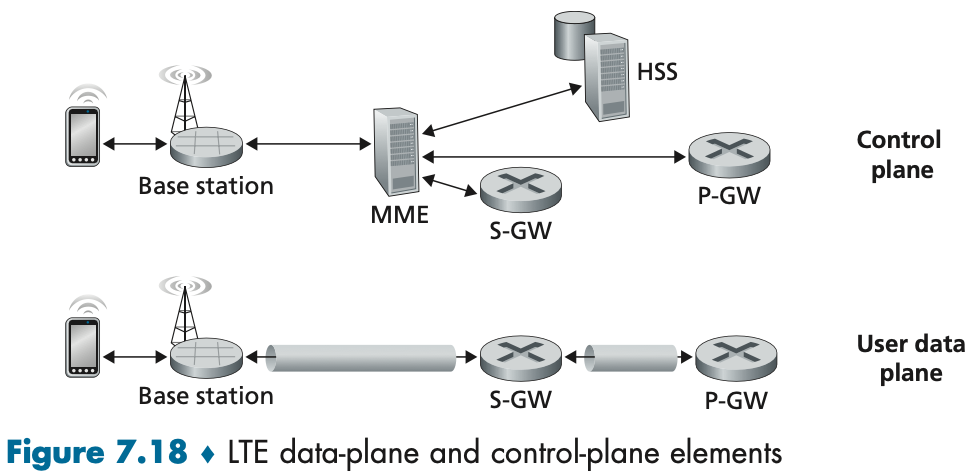 HSS
Control
plane
Base station
MME
S-GW
P-GW
User data
plane
Base station
S-GW
P-GW
Figure 7.18 ♦ LTE data-plane and control-plane elements